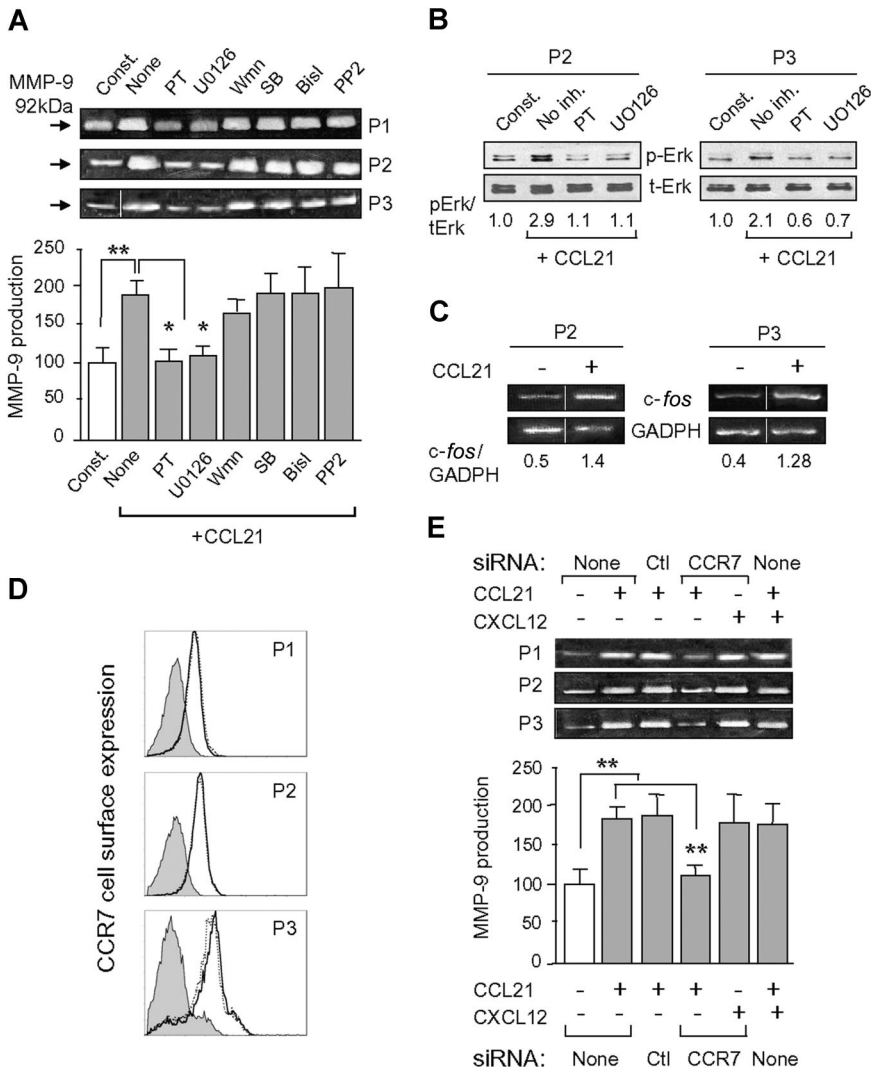 A
MMP-9
92kDa
Const.
None
PT
U0126
Wmn
SB
BisI
PP2
P1
P2
P3
MMP-9 production
250
200
150
100
50
0
**
*
*
Const.
None
PT
U0126
Wmn
SB
BisI
PP2
+CCL21
B
P2
P3
Const.
No inh.
PT
UO126
Const.
No inh.
PT
UO126
p-Erk
t-Erk
pErk/
tErk
1.0 2.9 1.1 1.1
1.0 2.1 0.6 0.7
+ CCL21
+ CCL21
C
P2
P3
CCL21 - + - +
c-fos
GADPH
c-fos/
GADPH
0.5 1.4
0.4 1.28
D
CCR7 cell surface expression
P1
P2
P3
E
siRNA: None Ctl CCR7 None
CCL21 - + + + - +
CXCL12 - - - - + +
P1
P2
P3
MMP-9 production
250
200
150
100
50
0
**
**
CCL21 - + + + - +
CXCL12 - - - - + +
siRNA: None Ctl CCR7 None